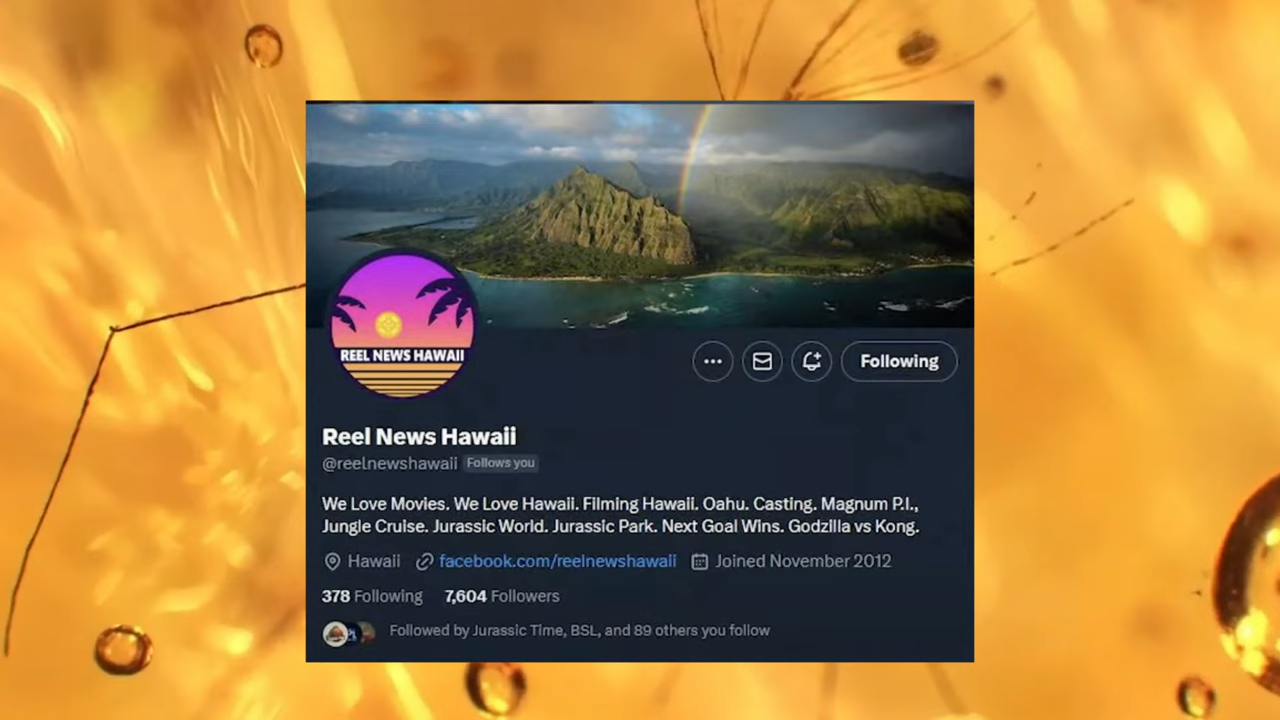 REEL NEWS HAWAII
Following
Reel News Hawaii
@reelnewshawaii Follows you
We Love Movies. We Love Hawaii. Filming Hawaii. Oahu. Casting. Magnum P.I.,
Jungle Cruise. Jurassic World. Jurassic Park. Next Goal Wins. Godzilla vs Kong.
Hawaii facebook.com/reelnewshawaii Joined November 2012
378 Following 7,604 Followers
Followed by Jurassic Time, BSL, and 89 others you follow